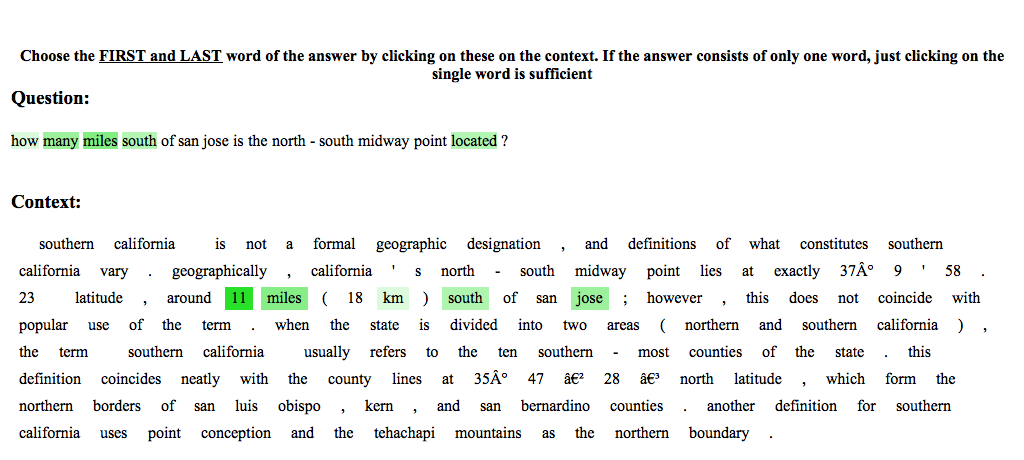 Choose the FIRST and LAST word of the answer by clicking on these on the context. If the answer consists of only one word, just clicking on the
single word is sufficient
Question:
how many miles south of san jose is the north - south midway point located ?
Context:
southern california is not a formal geographic designation , and definitions of what constitutes southern
california vary . geographically , california ' s north - south midway point lies at exactly 37Â° 9 ' 58 .
23 latitude , around 11 miles ( 18 km ) south of san jose ; however , this does not coincide with
popular use of the term . when the state is divided into two areas ( northern and southern california ) ,
the term southern california usually refers to the ten southern - most counties of the state . this
definition coincides neatly with the county lines at 35Â° 47 â€² 28 â€³ north latitude , which form the
northern borders of san luis obispo , kern , and san bernardino counties . another definition for southern
california uses point conception and the tehachapi mountains as the northern boundary .